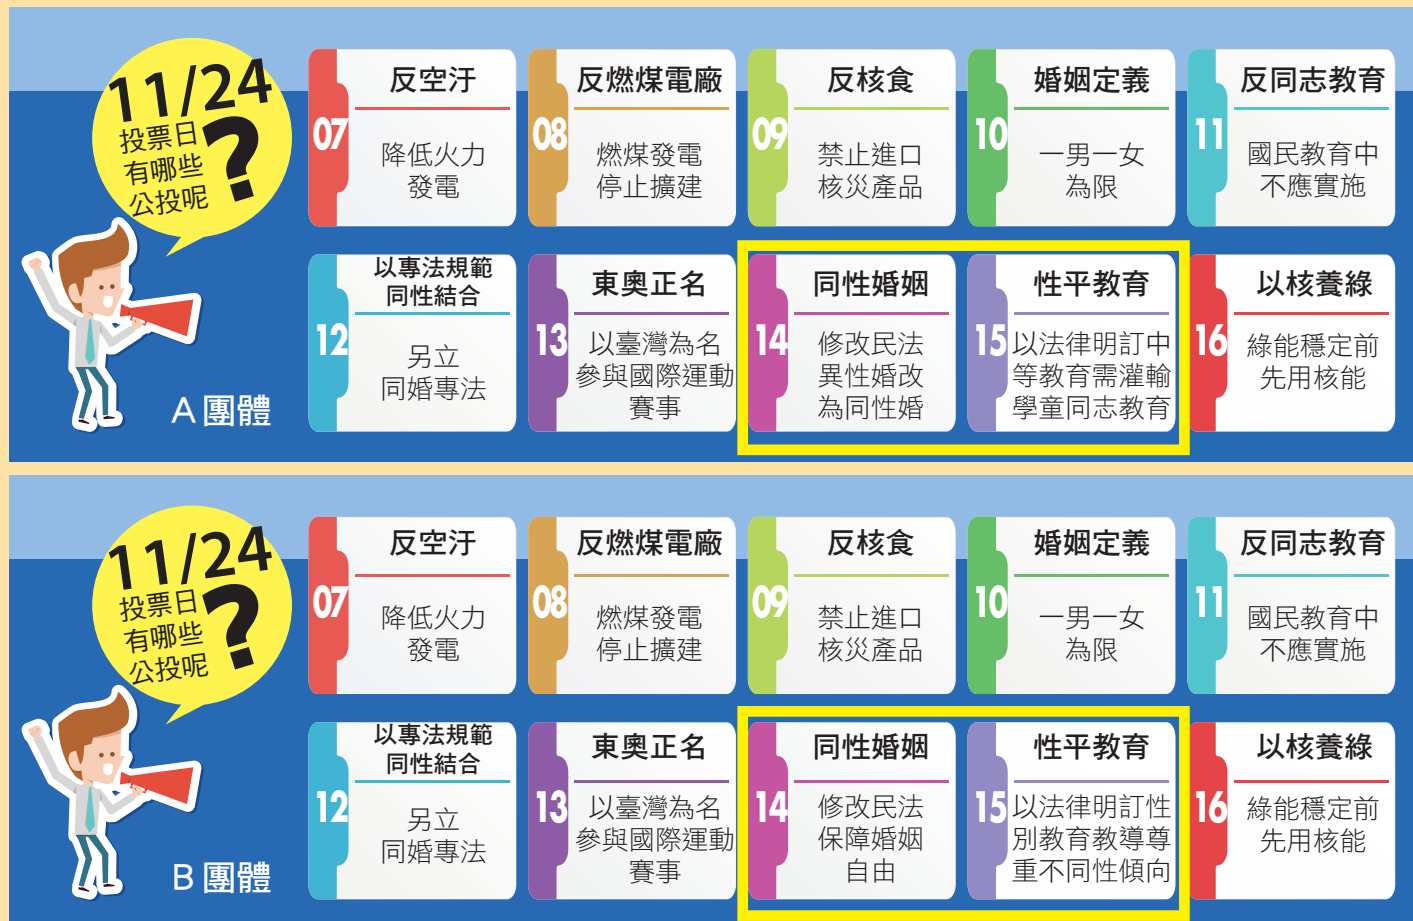 11/24
投票日
有哪些
公投呢
?
07
反空汙
降低火力
發電
08
反燃煤電廠
燃煤發電
停止擴建
09
反核食
禁止進口
核災產品
10
婚姻定義
一男一女
為限
11
反同志教育
國民教育中
不應實施
12
以專法規範
同性結合
另立
同婚專法
13
東奧正名
以臺灣為名
參與國際運動
賽事
14
同性婚姻
修改民法
異性婚改
為同性婚
15
性平教育
以法律明訂中
等教育需灌輸
學童同志教育
16
以核養綠
綠能穩定前
先用核能
A 團體
11/24
投票日
有哪些
公投呢
?
07
反空汙
降低火力
發電
08
反燃煤電廠
燃煤發電
停止擴建
09
反核食
禁止進口
核災產品
10
婚姻定義
一男一女
為限
11
反同志教育
國民教育中
不應實施
12
以專法規範
同性結合
另立
同婚專法
13
東奧正名
以臺灣為名
參與國際運動
賽事
14
同性婚姻
修改民法
保障婚姻
自由
15
性平教育
以法律明訂性
別教育教導尊
重不同性傾向
16
以核養綠
綠能穩定前
先用核能
B 團體